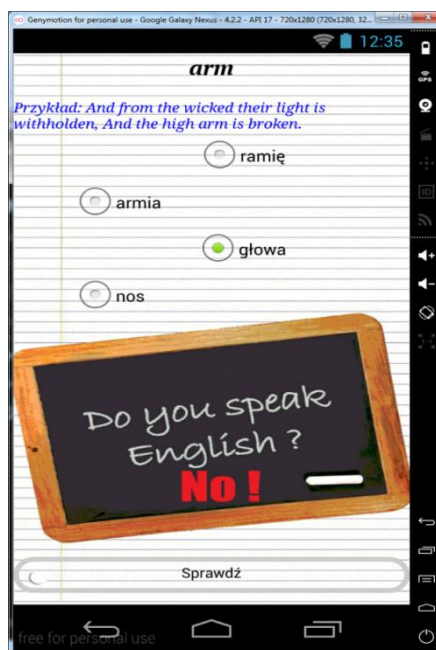 Genymotion for personal use - Google Galaxy Nexus - 4.2.2 - API 17 - 720x1280 (720x1280, 32...
12:35
arm
Przykład: And from the wicked their light is
withholden, And the high arm is broken.
ramię
armia
głowa
nos
Do you speak
English ?
No !
Sprawdź
free for personal use
GPS
ID